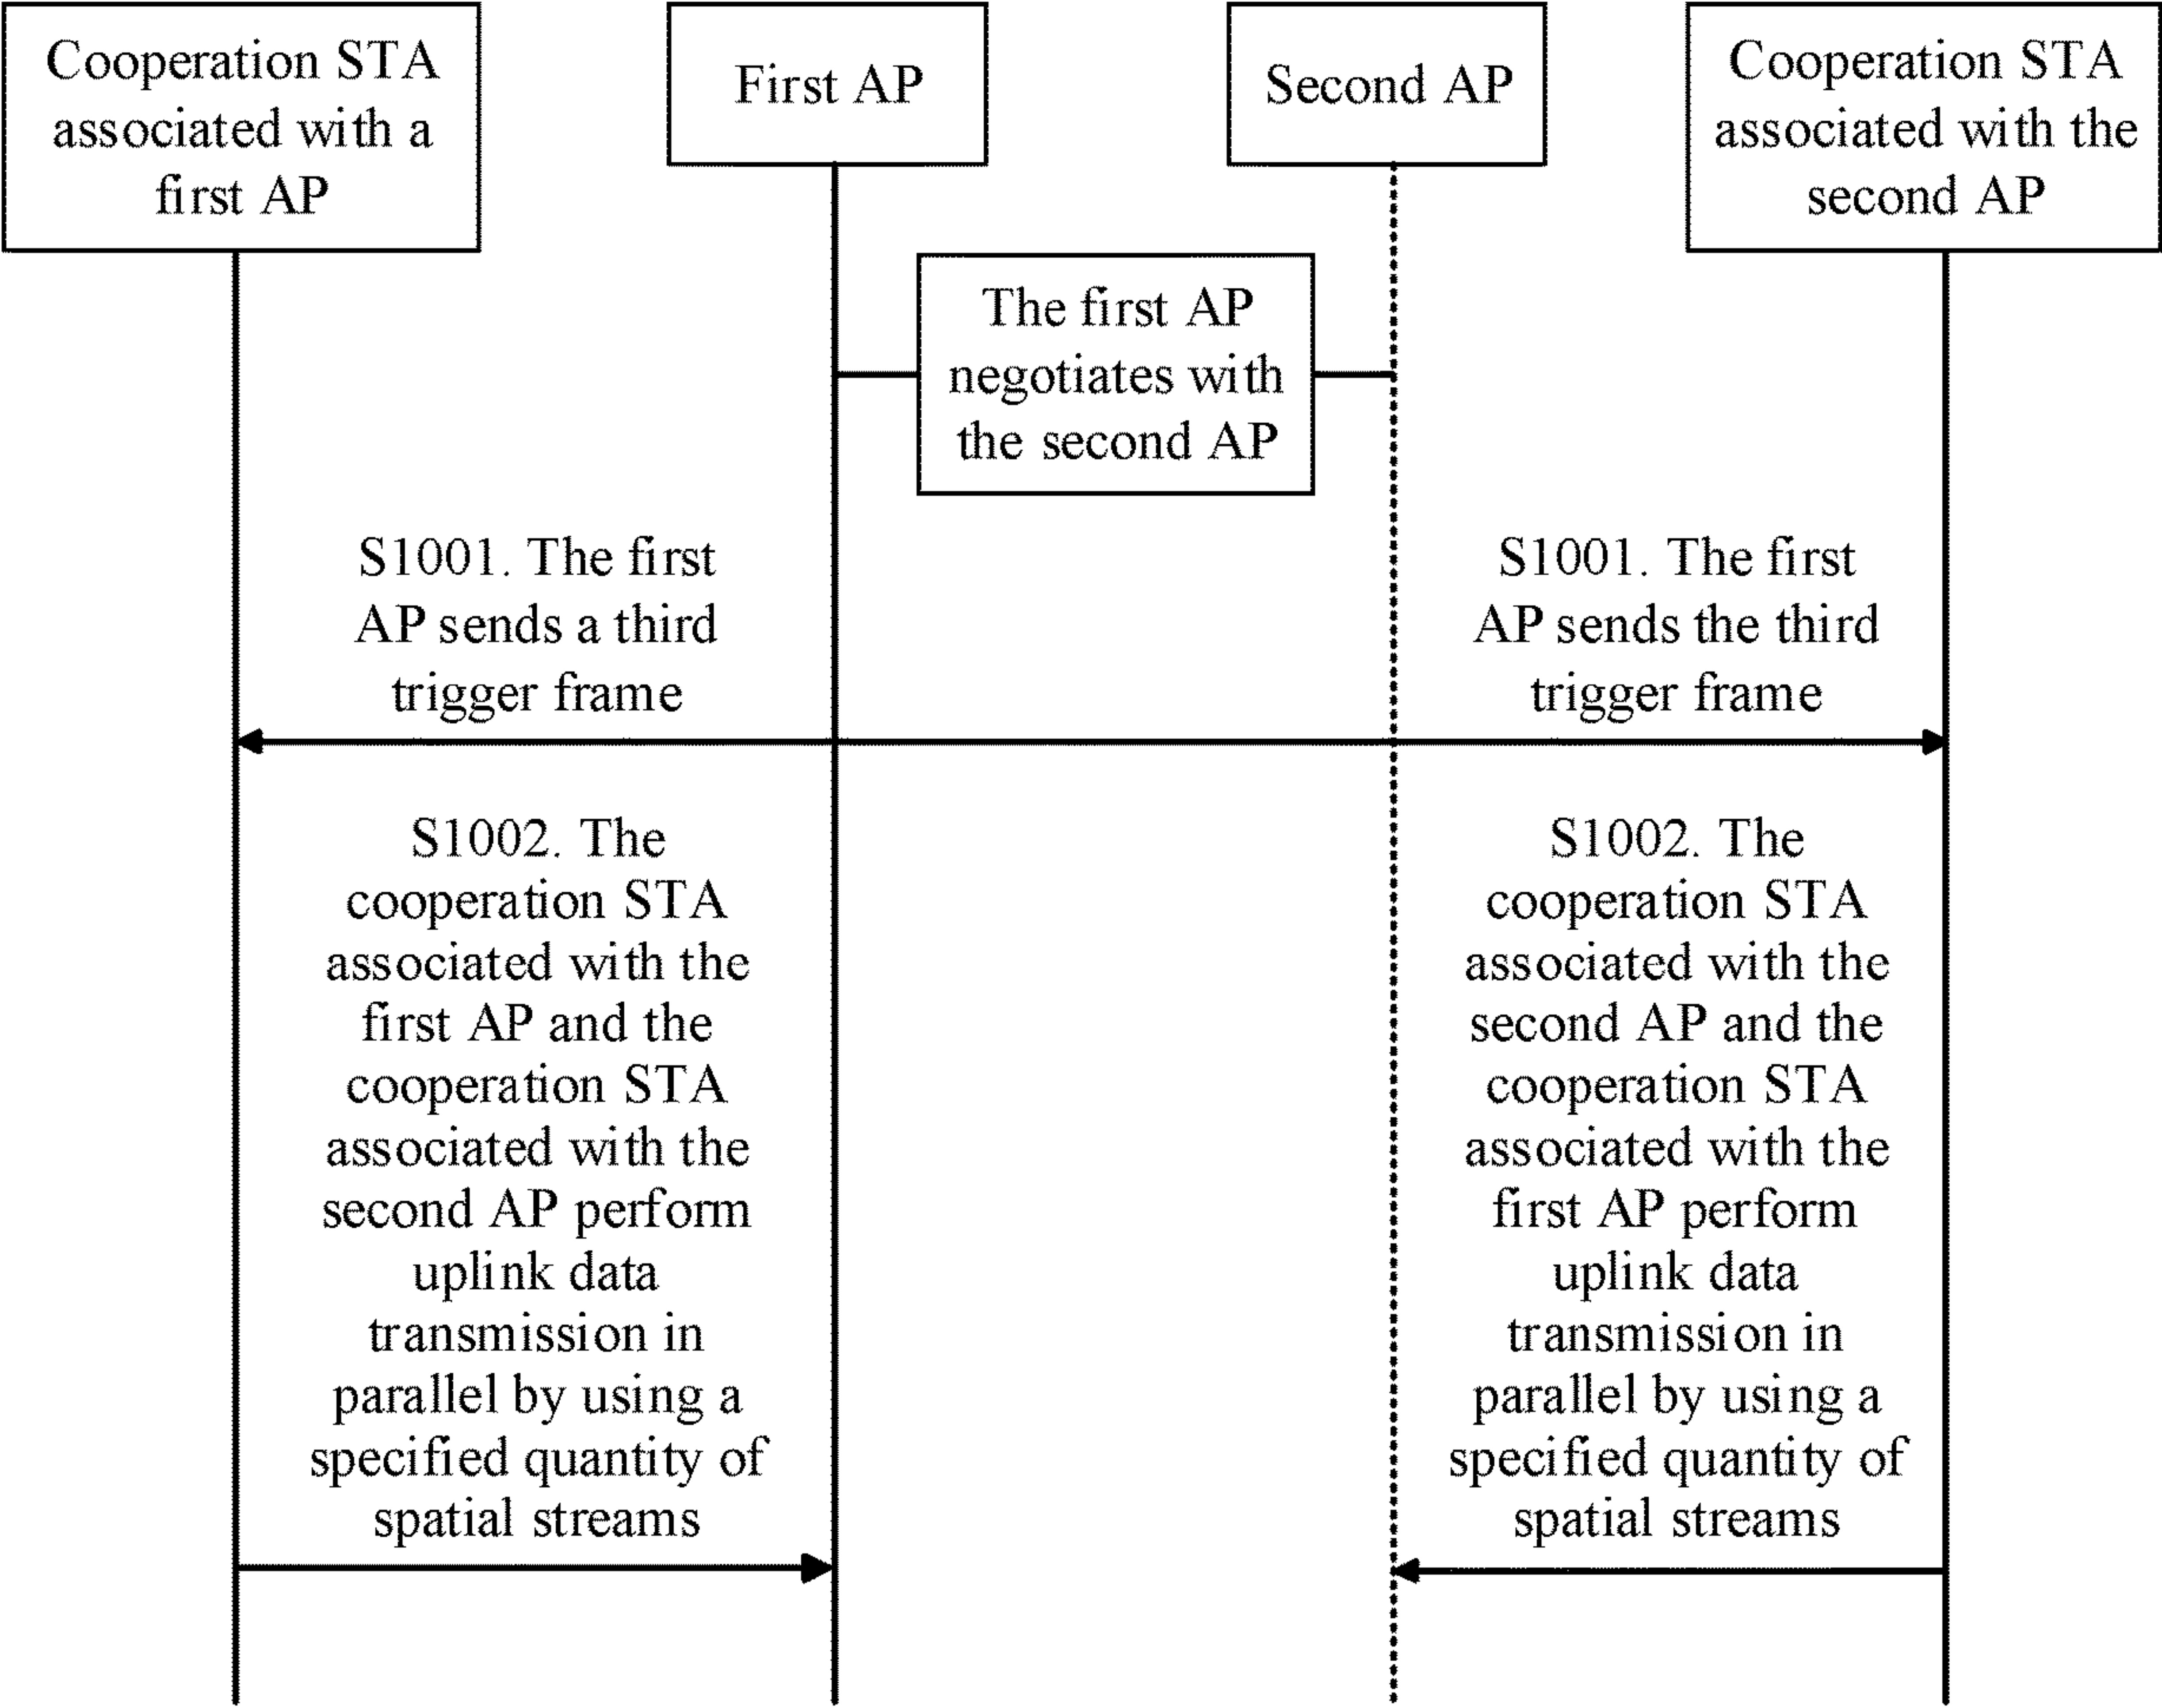 Cooperation STA
associated with a
first AP
First AP
Second AP
Cooperation STA
associated with the
second AP
The first AP
negotiates with
the second AP
S1001. The first
AP sends a third
trigger frame
S1001. The first
AP sends the third
trigger frame
S1002. The
cooperation STA
associated with the
first AP and the
cooperation STA
associated with the
second AP perform
uplink data
transmission in
parallel by using a
specified quantity of
spatial streams
S1002. The
cooperation STA
associated with the
second AP and the
cooperation STA
associated with the
first AP perform
uplink data
transmission in
parallel by using a
specified quantity of
spatial streams